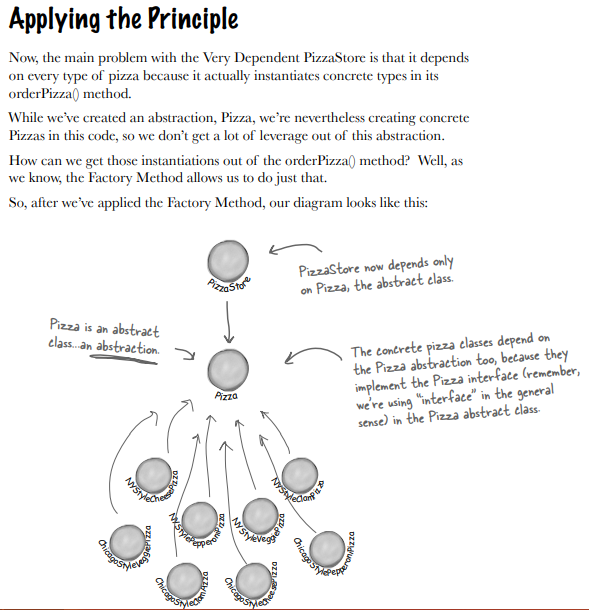 Applying the Principle
Now, the main problem with the Very Dependent PizzaStore is that it depends
on every type of pizza because it actually instantiates concrete types in its
orderPizza() method.
While we've created an abstraction, Pizza, we're nevertheless creating concrete
Pizzas in this code, so we don't get a lot of leverage out of this abstraction.
How can we get those instantiations out of the orderPizza() method? Well, as
we know, the Factory Method allows us to do just that.
So, after we've applied the Factory Method, our diagram looks like this:
PizzaStore
PizzaStore now depends only
on Pizza, the abstract class.
Pizza is an abstract
class...an abstraction.
Pizza
The concrete pizza classes depend on
the Pizza abstraction too, because they
implement the Pizza interface (remember,
we're using "interface" in the general
sense) in the Pizza abstract class.
NYStyleCheesePizza
NYStyleClamPizza
NYStylePepperoniPizza
NYStyleVeggiePizza
ChicagoStyleVeggiePizza
ChicagoStylePepperoniPizza
ChicagoStyleClamPizza
ChicagoStyleCheesePizza